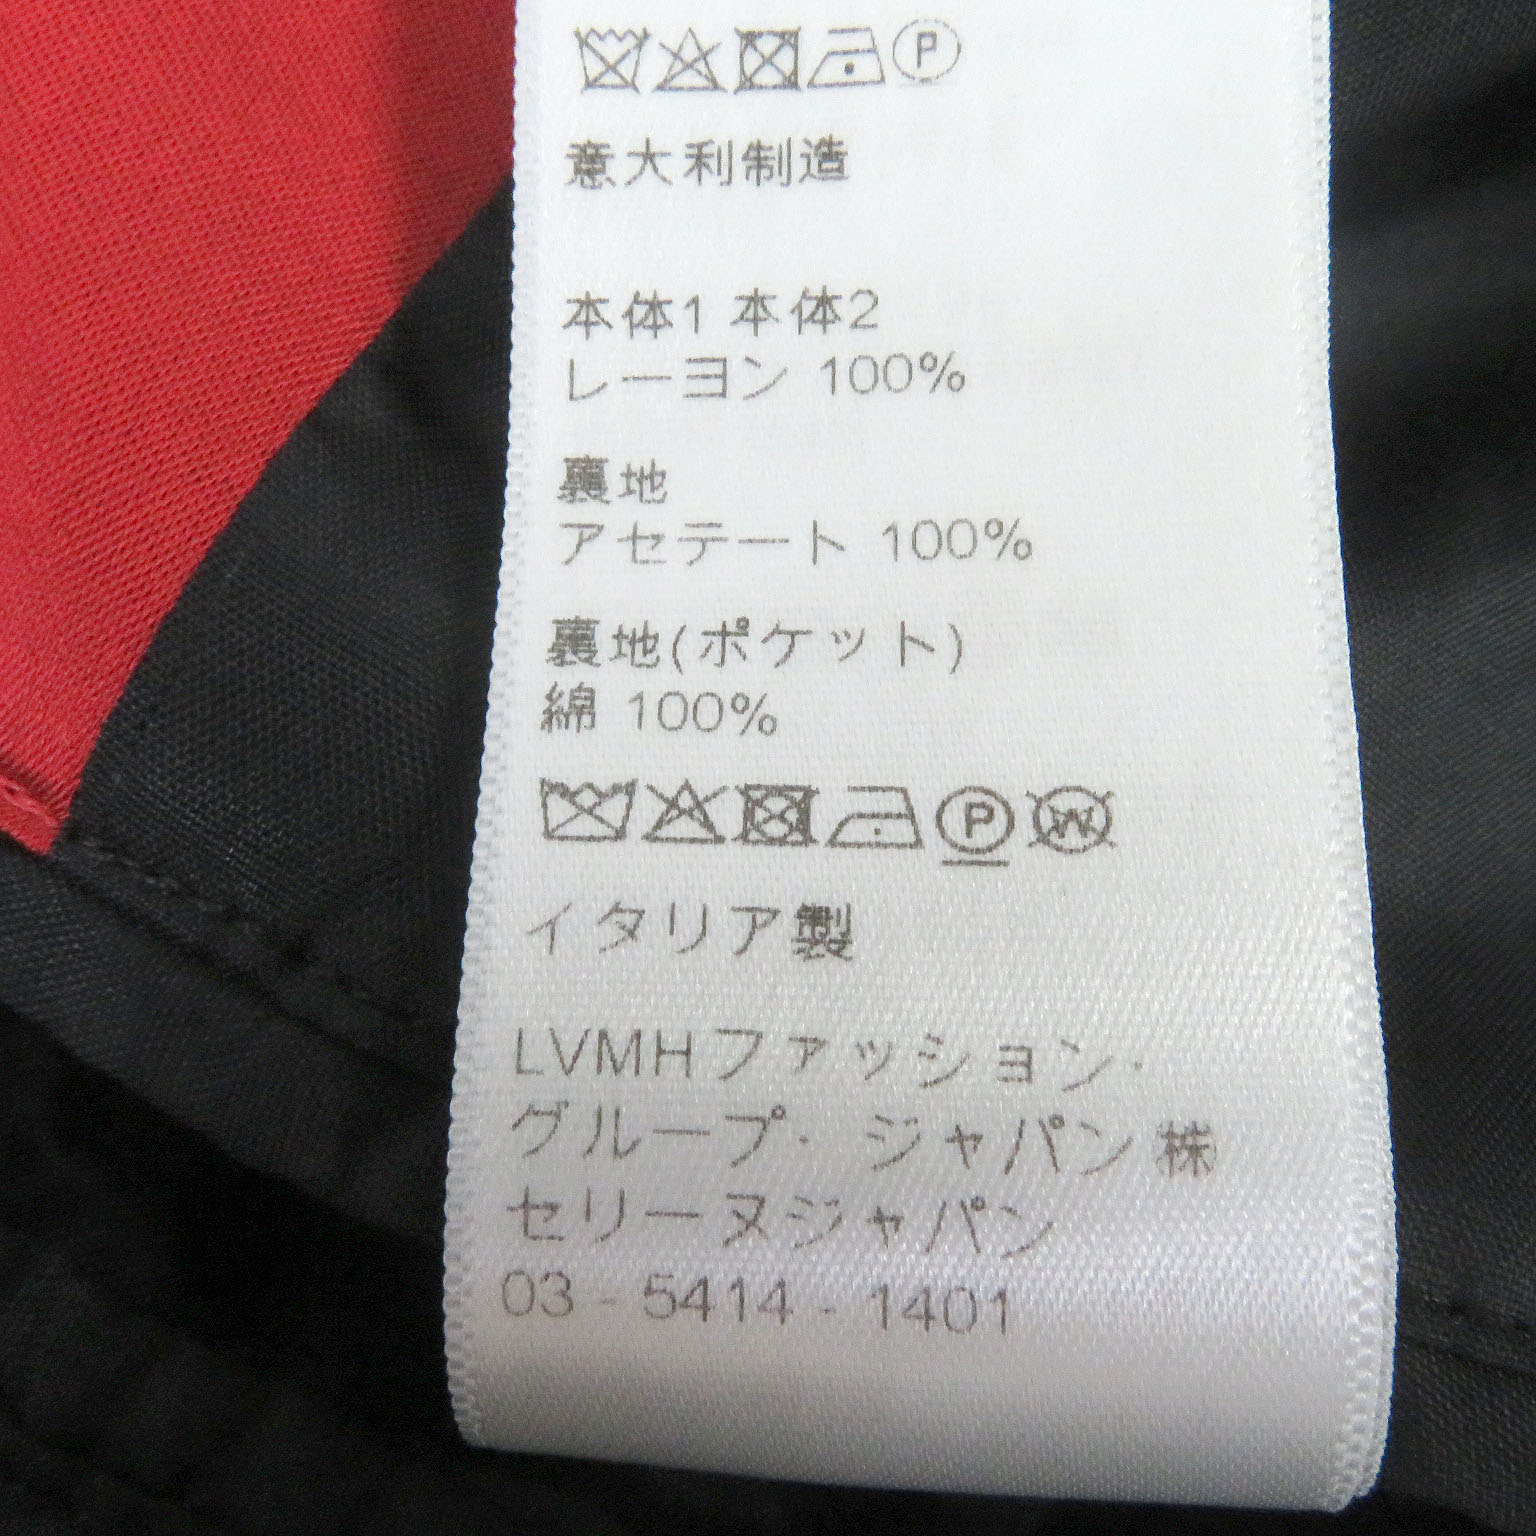 P
意大利制造
本体1 本体2
レーヨン 100%
裏地
アセテート 100%
裏地(ポケット)
綿 100%
P W
イタリア製
LVMHファッション・
グループ・ジャパン㈱
セリーヌジャパン
03-5414-1401